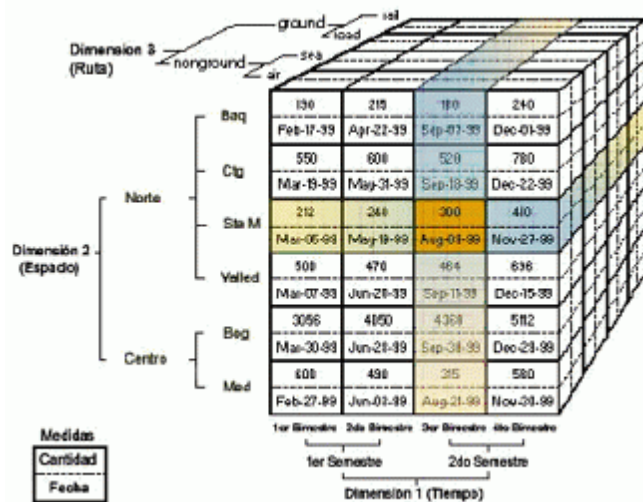 ground
rail
Dimension 3
(Ruta)
road
nonground
sea
air
190 215 180 240
Baq
Feb-17-99 Apr-22-99 Sep-07-99 Dec-01-99
550 600 520 780
Ctg
Mar-19-99 May-31-99 Sep-18-99 Dec-22-99
Norte
212 240 300 410
Sta M
Mar-05-99 May-19-99 Aug-09-99 Nov-27-99
Dimensión 2
(Espacio)
500 470 464 696
Valled
Mar-07-99 Jun-20-99 Sep-11-99 Dec-15-99
3056 4050 4360 5112
Bog
Mar-30-99 Jun-20-99 Sep-30-99 Dec-29-99
Centro
600 490 315 580
Med
Feb-27-99 Jun-03-99 Aug-21-99 Nov-30-99
1er Bimestre 2do Bimestre 3er Bimestre 4to Bimestre
Medidas
Cantidad
Fecha
1er Semestre 2do Semestre
Dimensión 1 (Tiempo)